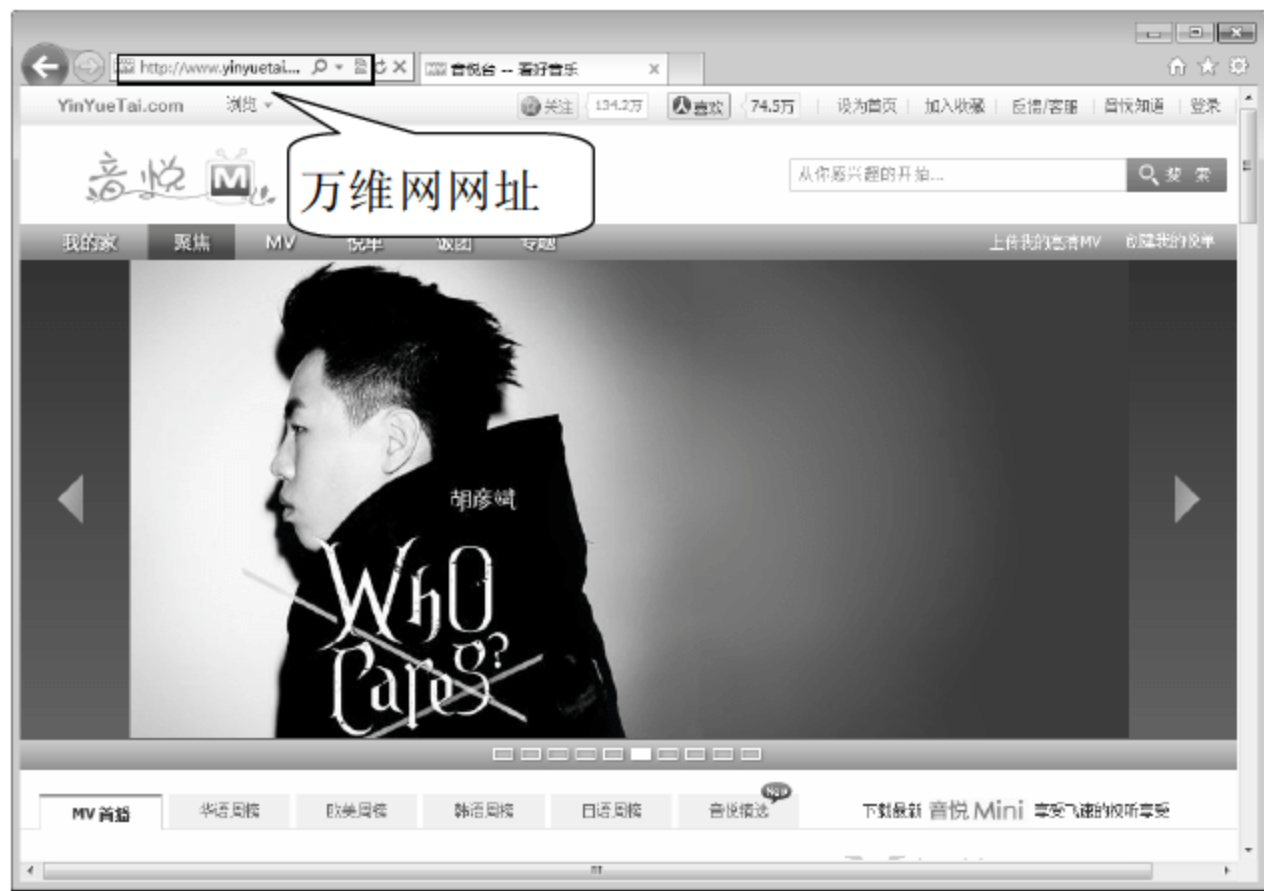 http://www.yinyuetai...
音悦台 -- 看好音乐
YinYueTai.com 浏览 关注 134.2万 喜欢 74.5万 设为首页 加入收藏 反馈/客服 音悦知道 登录
音悦 M
万维网网址
从你感兴趣的开始... 搜索
我的家 聚焦 MV 悦单 饭团 专题 上传我的高清MV 创建我的悦单
胡彦斌
WhO
Cares?
MV 首播 华语周榜 欧美周榜 韩语周榜 日语周榜 音悦精选 New 下载最新 音悦 Mini 享受飞速的视听享受